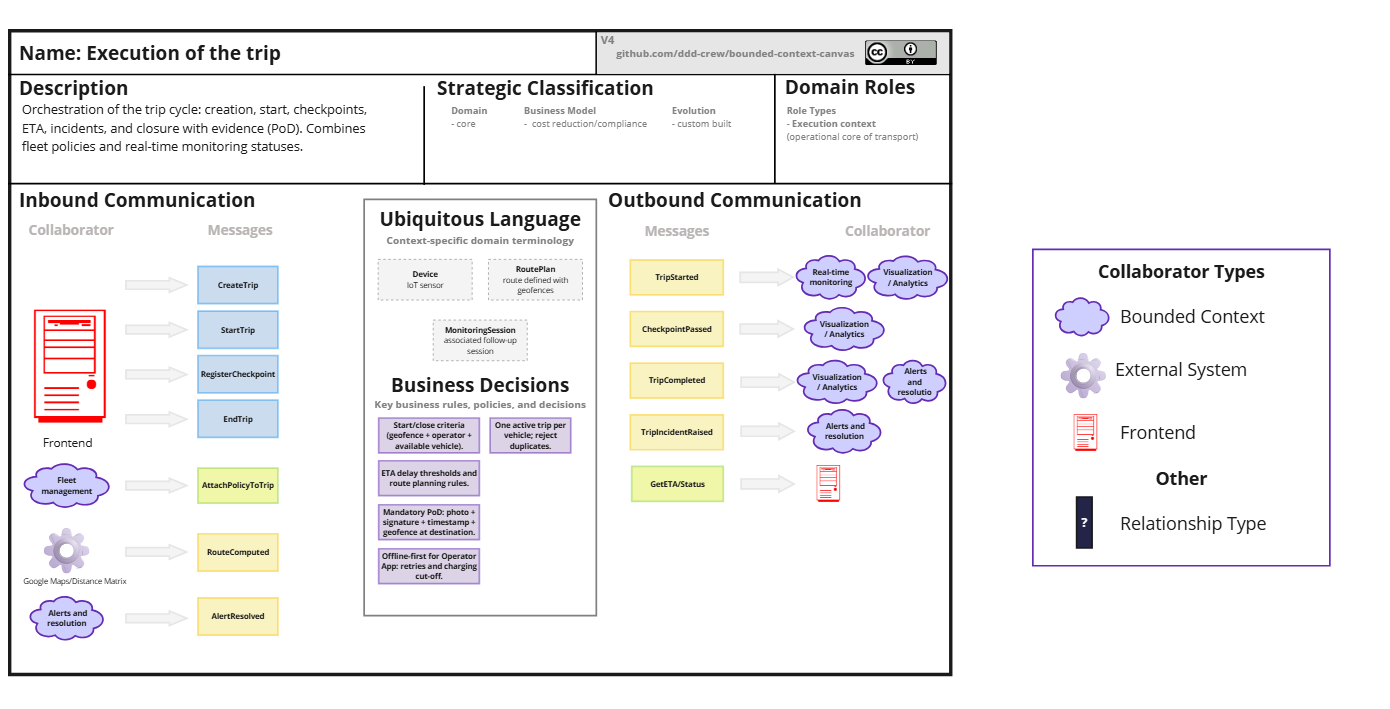 Name: Execution of the trip
V4
github.com/ddd-crew/bounded-context-canvas
cc
BY
Description
Orchestration of the trip cycle: creation, start, checkpoints,
ETA, incidents, and closure with evidence (PoD). Combines
fleet policies and real-time monitoring statuses.
Strategic Classification
Domain
- core
Business Model
- cost reduction/compliance
Evolution
- custom built
Domain Roles
Role Types
- Execution context
(operational core of transport)
Inbound Communication
Collaborator
Messages
CreateTrip
StartTrip
RegisterCheckpoint
EndTrip
Frontend
Fleet
management
AttachPolicyToTrip
RouteComputed
Google Maps/Distance Matrix
Alerts and
resolution
AlertResolved
Ubiquitous Language
Context-specific domain terminology
Device
IoT sensor
RoutePlan
route defined with
geofences
MonitoringSession
associated follow-up
session
Business Decisions
Key business rules, policies, and decisions
Start/close criteria
(geofence + operator +
available vehicle).
One active trip per
vehicle; reject
duplicates.
ETA delay thresholds and
route planning rules.
Mandatory PoD: photo +
signature + timestamp +
geofence at destination.
Offline-first for Operator
App: retries and charging
cut-off.
Outbound Communication
Messages
Collaborator
TripStarted
Real-time
monitoring
Visualization
/ Analytics
CheckpointPassed
Visualization
/ Analytics
TripCompleted
Visualization
/ Analytics
Alerts
and
resolutio
TripIncidentRaised
Alerts and
resolution
GetETA/Status
Collaborator Types
Bounded Context
External System
Frontend
Other
?
Relationship Type